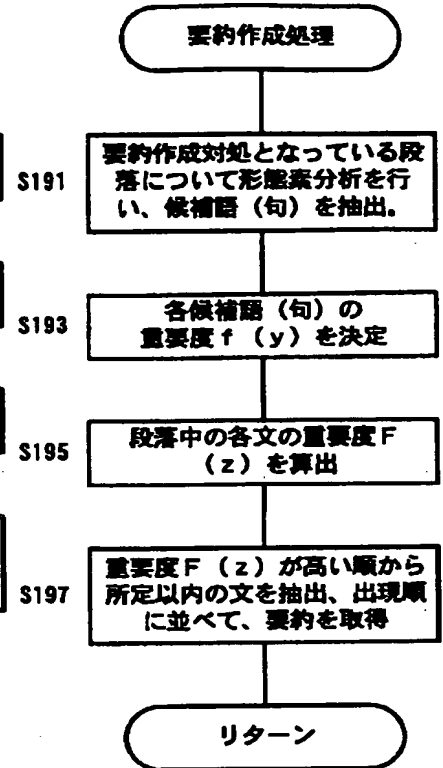 要約作成処理
S191
要約作成対処となっている段
落について形態素分析を行
い、候補語（句）を抽出。
S193
各候補語（句）の
重要度ｆ（ｙ）を決定
S195
段落中の各文の重要度Ｆ
（ｚ）を算出
S197
重要度Ｆ（ｚ）が高い順から
所定以内の文を抽出、出現順
に並べて、要約を取得
リターン